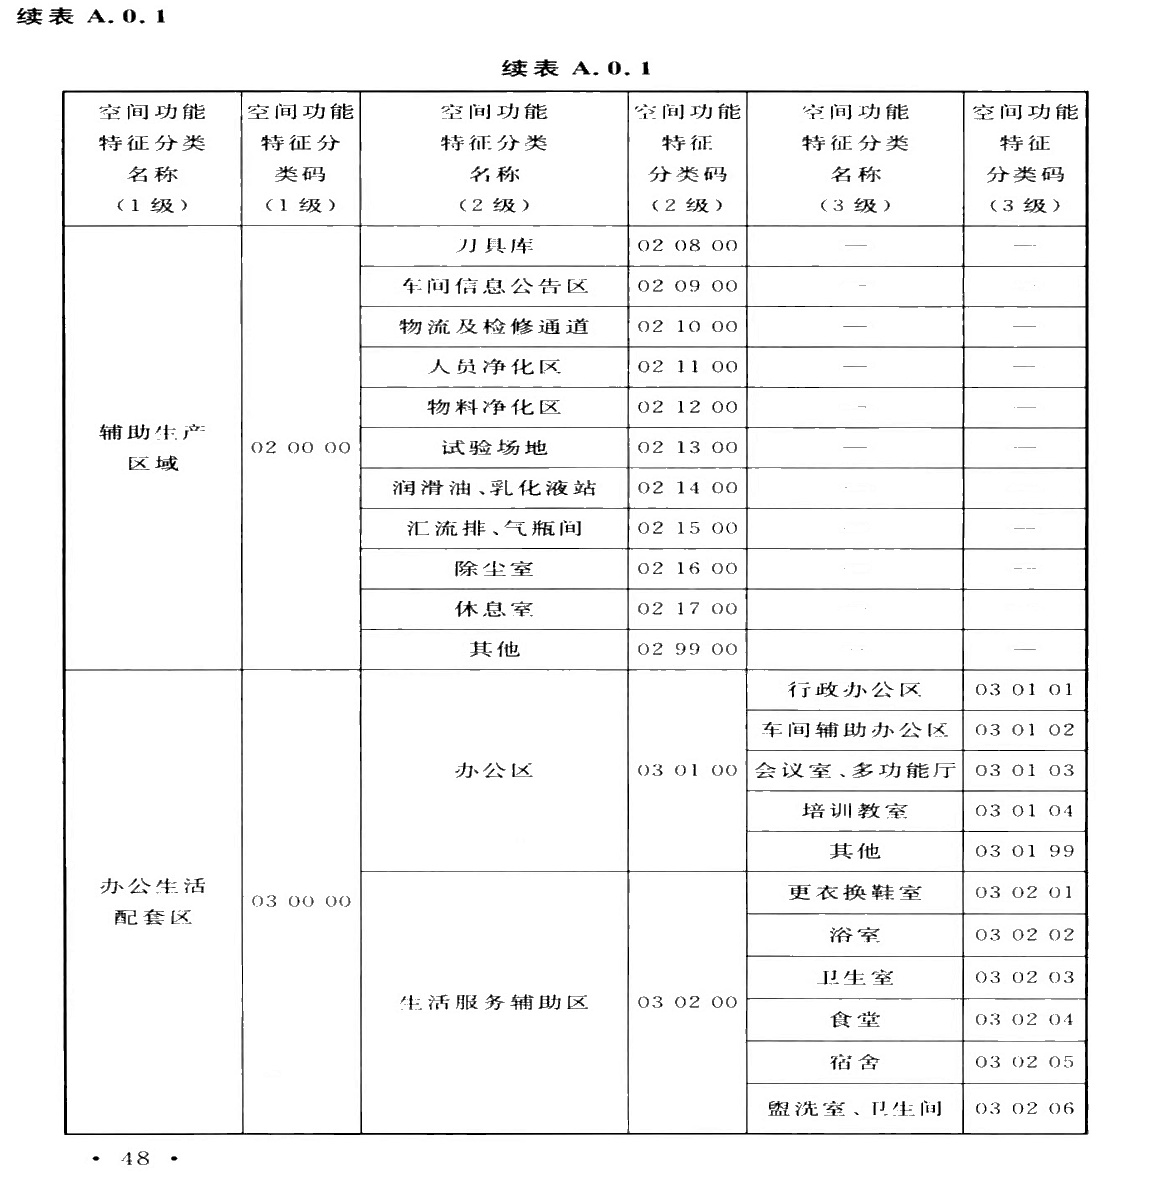 续表 A.0.1
续表 A.0.1
空间功能特征分类名称（1级） 空间功能特征分类码（1级） 空间功能特征分类名称（2级） 空间功能特征分类码（2级） 空间功能特征分类名称（3级） 空间功能特征分类码（3级）
辅助生产区域 02 00 00 刀具库 02 08 00 — —
车间信息公告区 02 09 00 -
物流及检修通道 02 10 00 — —
人员净化区 02 11 00 — —
物料净化区 02 12 00 - —
试验场地 02 13 00 — —
润滑油、乳化液站 02 14 00
汇流排、气瓶间 02 15 00 —
除尘室 02 16 00 —
休息室 02 17 00
其他 02 99 00 —
办公生活配套区 03 00 00 办公区 03 01 00 行政办公区 03 01 01
车间辅助办公区 03 01 02
会议室、多功能厅 03 01 03
培训教室 03 01 04
其他 03 01 99
生活服务辅助区 03 02 00 更衣换鞋室 03 02 01
浴室 03 02 02
卫生室 03 02 03
食堂 03 02 04
宿舍 03 02 05
盥洗室、卫生间 03 02 06
• 48 •